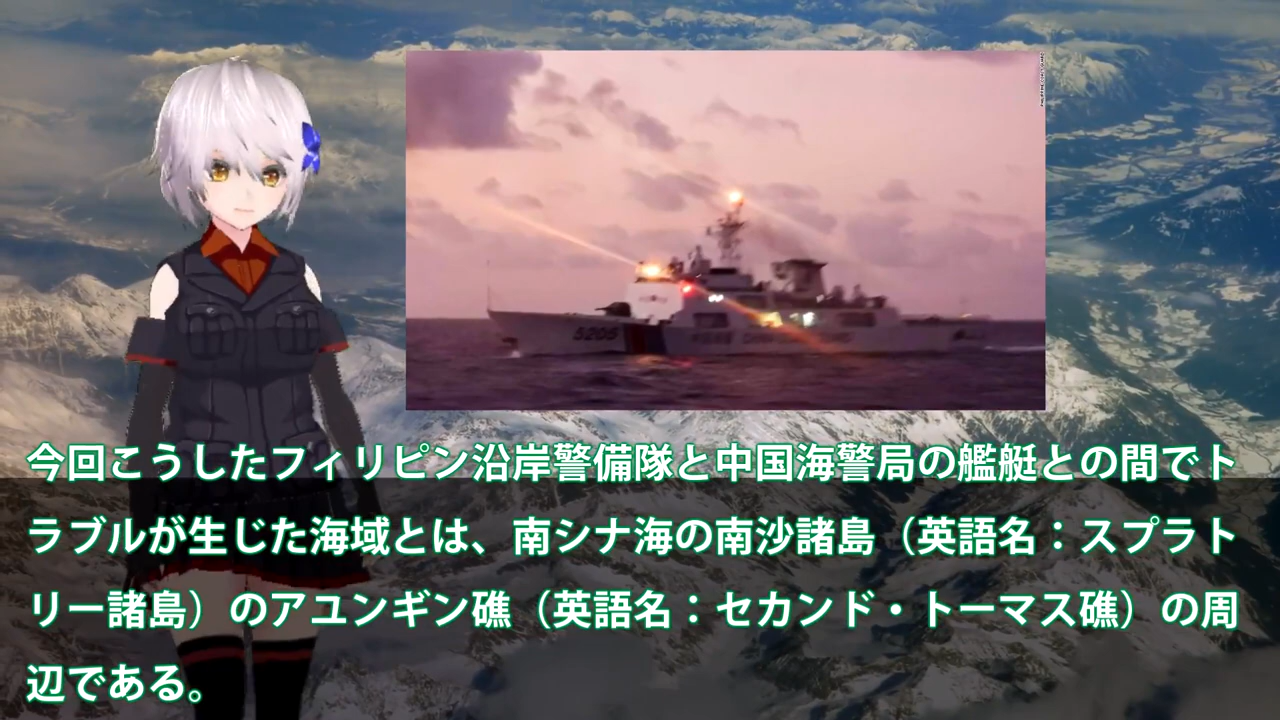 5205
今回こうしたフィリピン沿岸警備隊と中国海警局の艦艇との間でト
ラブルが生じた海域とは、南シナ海の南沙諸島（英語名：スプラト
リー諸島）のアユンギン礁（英語名：セカンド・トーマス礁）の周
辺である。